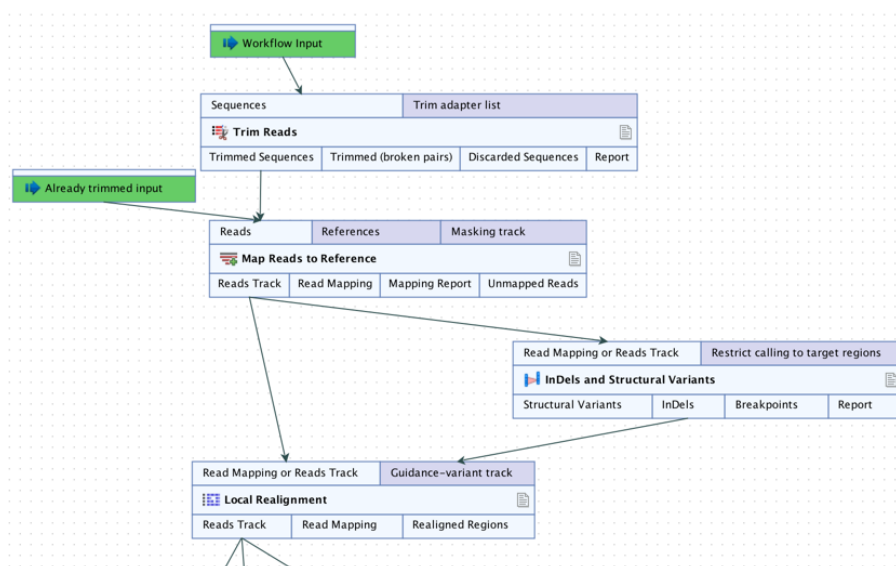 Workflow Input
Sequences Trim adapter list
Trim Reads
Trimmed Sequences Trimmed (broken pairs) Discarded Sequences Report
Already trimmed input
Reads References Masking track
Map Reads to Reference
Reads Track Read Mapping Mapping Report Unmapped Reads
Read Mapping or Reads Track Restrict calling to target regions
InDels and Structural Variants
Structural Variants InDels Breakpoints Report
Read Mapping or Reads Track Guidance-variant track
Local Realignment
Reads Track Read Mapping Realigned Regions